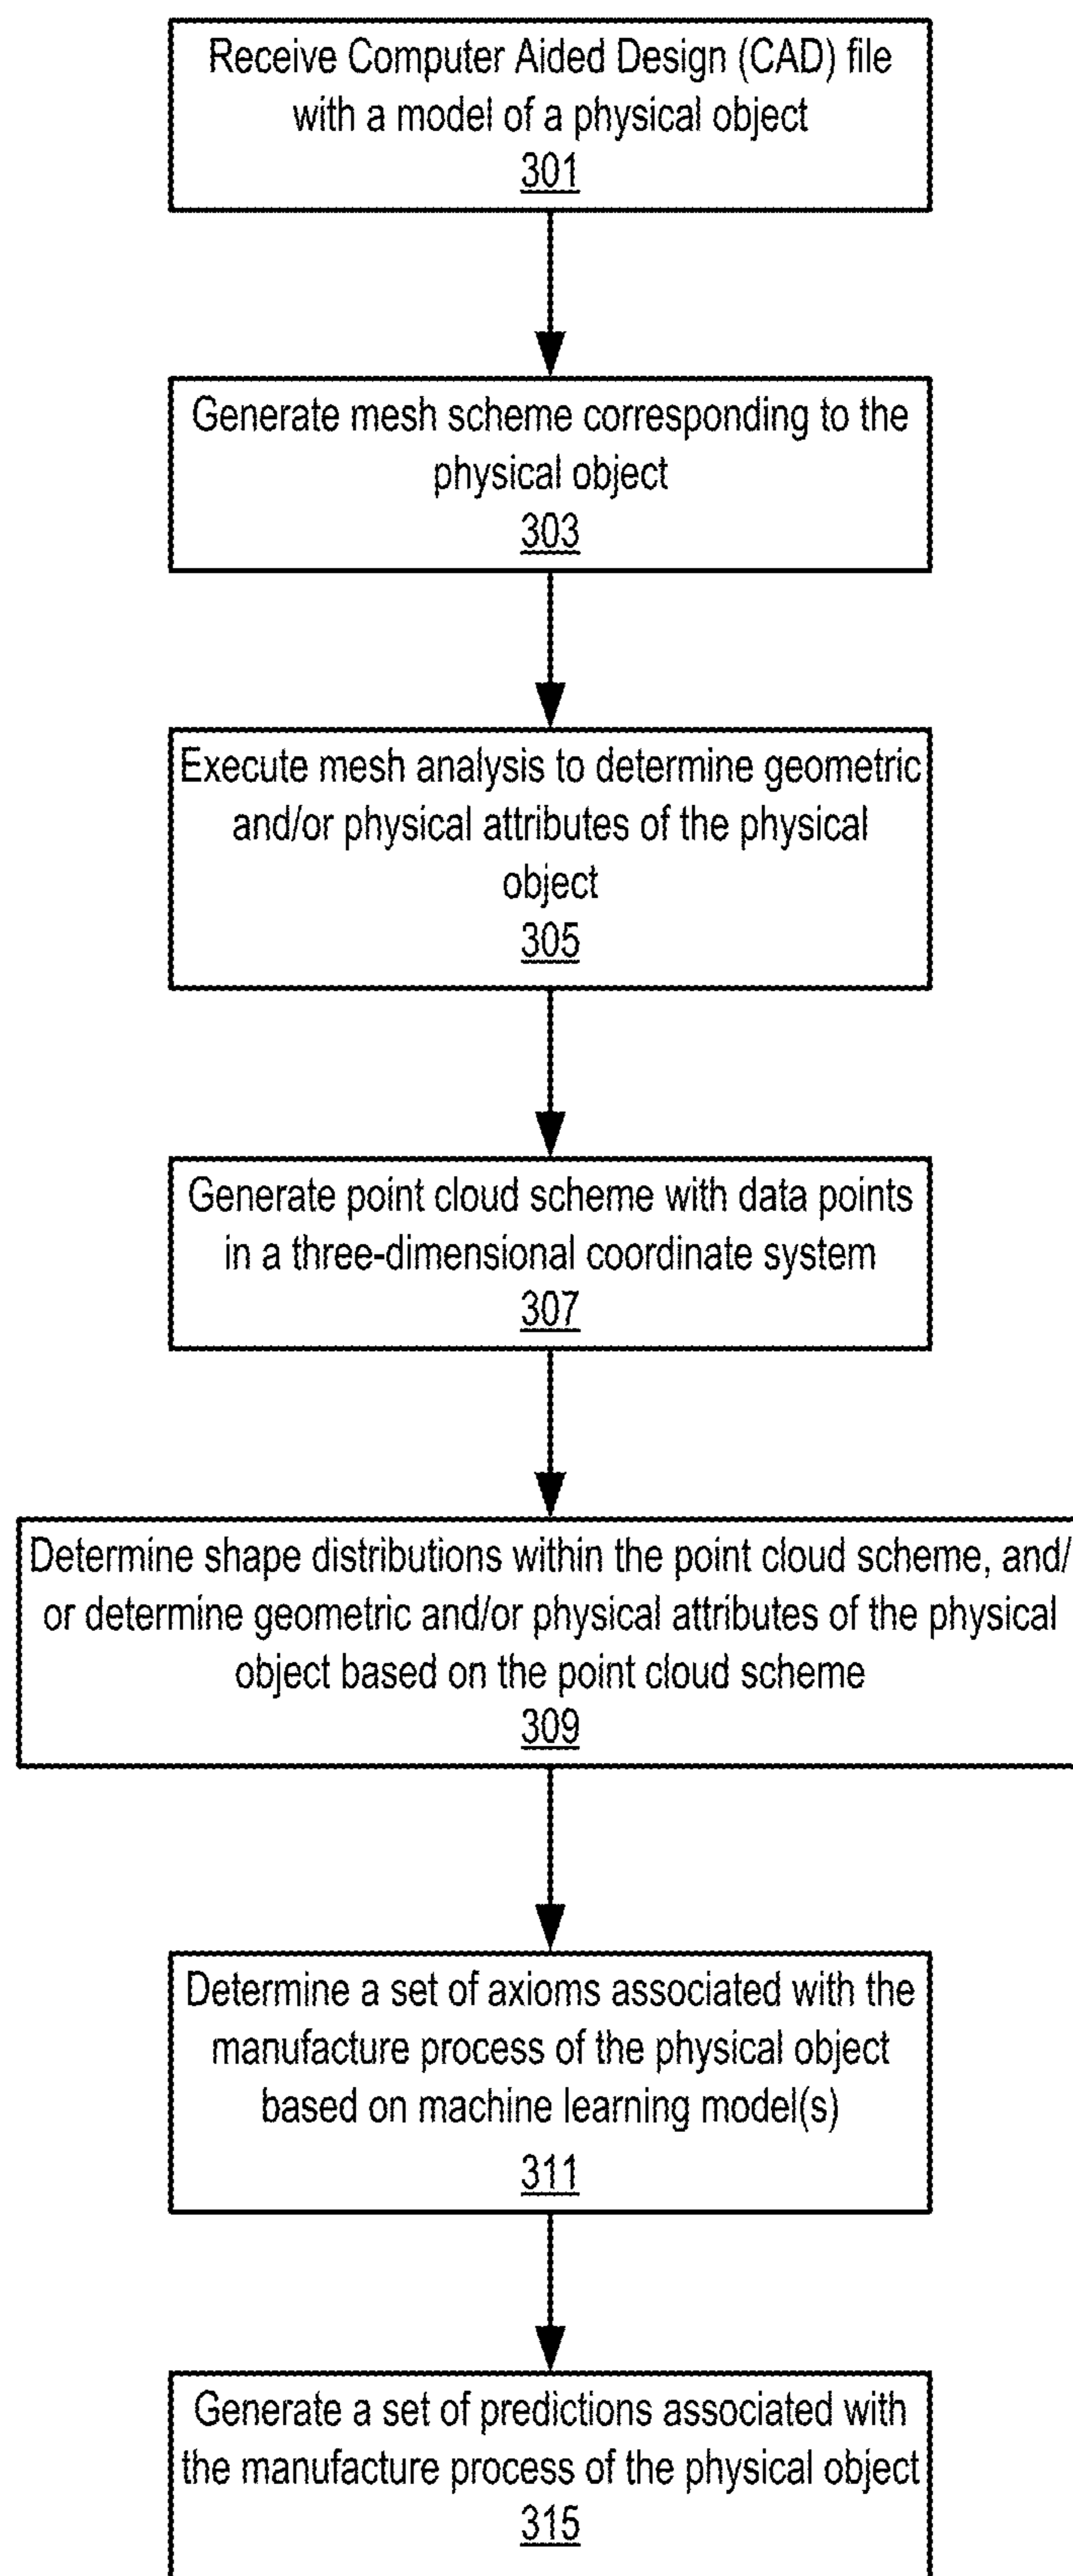 Receive Computer Aided Design (CAD) file
with a model of a physical object
301
Generate mesh scheme corresponding to the
physical object
303
Execute mesh analysis to determine geometric
and/or physical attributes of the physical
object
305
Generate point cloud scheme with data points
in a three-dimensional coordinate system
307
Determine shape distributions within the point cloud scheme, and/
or determine geometric and/or physical attributes of the physical
object based on the point cloud scheme
309
Determine a set of axioms associated with the
manufacture process of the physical object
based on machine learning model(s)
311
Generate a set of predictions associated with
the manufacture process of the physical object
315